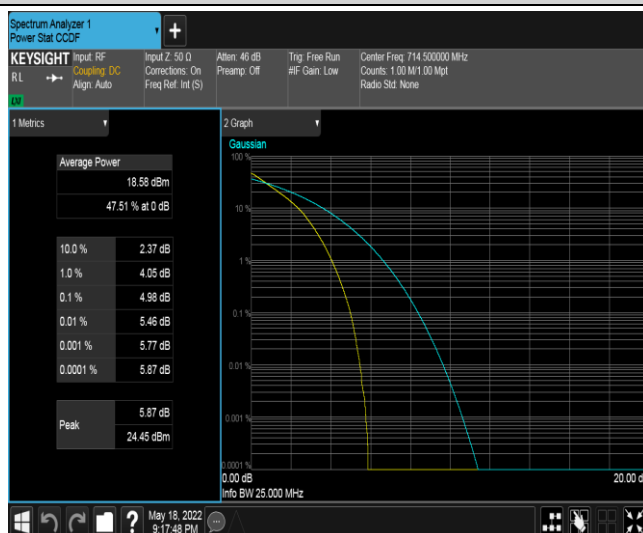 Spectrum Analyzer 1
Power Stat CCDF
+
KEYSIGHT Input: RF Input Z: 50 Ω Atten: 46 dB Trig: Free Run Center Freq: 714.500000 MHz
RL Coupling: DC Corrections: On Preamp: Off #IF Gain: Low Counts: 1.00 M/1.00 Mpt
Align: Auto Freq Ref: Int (S) Radio Std: None
LXI
1 Metrics
Average Power
18.58 dBm
47.51 % at 0 dB
10.0 % 2.37 dB
1.0 % 4.05 dB
0.1 % 4.98 dB
0.01 % 5.46 dB
0.001 % 5.77 dB
0.0001 % 5.87 dB
Peak 5.87 dB
24.45 dBm
2 Graph
Gaussian
100 %
10 %
1 %
0.1 %
0.01 %
0.001 %
0.0001 %
0.00 dB 20.00 d
Info BW 25.000 MHz
? May 18, 2022
9:17:48 PM